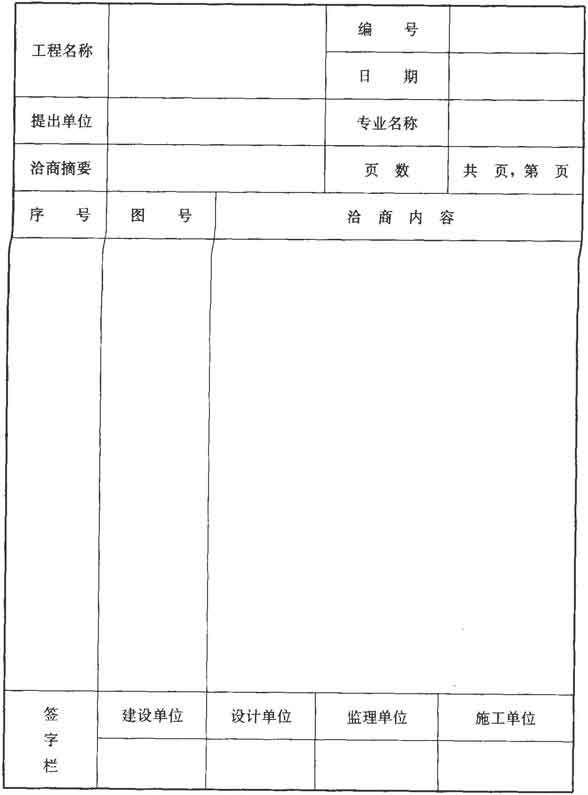 工程名称
编 号
日 期
提出单位
专业名称
洽商摘要
页 数
共 页，第 页
序 号
图 号
洽 商 内 容
签
字
栏
建设单位
设计单位
监理单位
施工单位